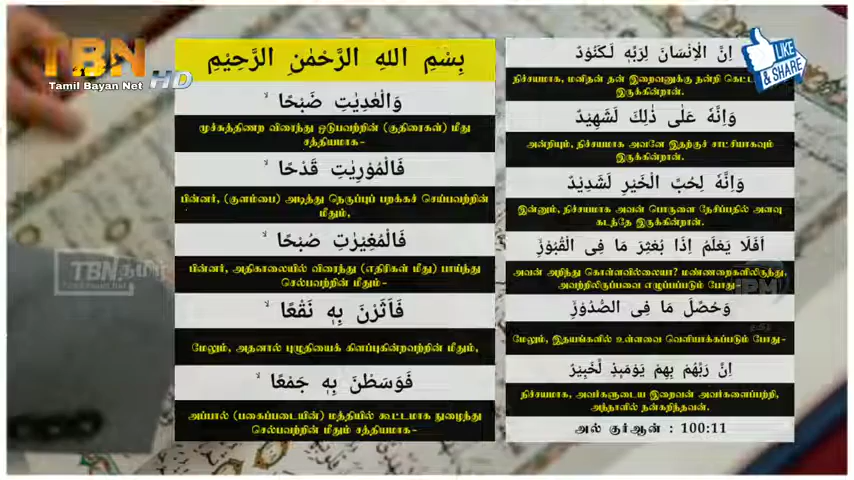 TBN HD
Tamil Bayan Net
بِسْمِ اللهِ الرَّحْمٰنِ الرَّحِيْمِ
وَالْعٰدِيٰتِ ضَبْحًا ۙ
மூச்சுத்திணற விரைந்து ஓடுபவற்றின் (குதிரைகள்) மீது
சத்தியமாக-
فَالْمُوْرِيٰتِ قَدْحًا ۙ
பின்னர், (குளம்பை) அடித்து நெருப்புப் பறக்கச் செய்பவற்றின்
மீதும்,
فَالْمُغِيْرٰتِ صُبْحًا ۙ
பின்னர், அதிகாலையில் விரைந்து (எதிரிகள் மீது) பாய்ந்து
செல்பவற்றின் மீதும்-
فَاَثَرْنَ بِهٖ نَقْعًا ۙ
மேலும், அதனால் புழுதியைக் கிளப்புகின்றவற்றின் மீதும்,
فَوَسَطْنَ بِهٖ جَمْعًا ۙ
அப்பால் (பகைப்படையின்) மத்தியில் கூட்டமாக நுழைந்து
செல்பவற்றின் மீதும் சத்தியமாக-
اِنَّ الْاِنْسَانَ لِرَبِّهٖ لَـكَنُوْدٌ
நிச்சயமாக, மனிதன் தன் இறைவனுக்கு நன்றி கெட்
இருக்கின்றான்.
وَاِنَّهٗ عَلٰى ذٰلِكَ لَشَهِيْدٌ
அன்றியும், நிச்சயமாக அவனே இதற்குச் சாட்சியாகவும்
இருக்கின்றான்.
وَاِنَّهٗ لِحُبِّ الْخَيْرِ لَشَدِيْدٌ
இன்னும், நிச்சயமாக அவன் பொருளை நேசிப்பதில் அளவு
கடந்தே இருக்கின்றான்.
اَفَلَا يَعْلَمُ اِذَا بُعْثِرَ مَا فِى الْقُبُوْرِ
அவன் அறிந்து கொள்ளவில்லையா? மண்ணறைகளிலிருந்து,
அவற்றிலிருப்பவை எழுப்பப்படும் போது-
وَحُصِّلَ مَا فِى الصُّدُوْرِ
மேலும், இதயங்களில் உள்ளவை வெளியாக்கப்படும் போது-
اِنَّ رَبَّهُمْ بِهِمْ يَوْمَٮِٕذٍ لَّخَبِيْرٌ
நிச்சயமாக, அவர்களுடைய இறைவன் அவர்களைப்பற்றி,
அந்நாளில் நன்கறிந்தவன்.
அல் குர்ஆன் : 100:11
LIKE
& SHARE
TBN தமிழ்